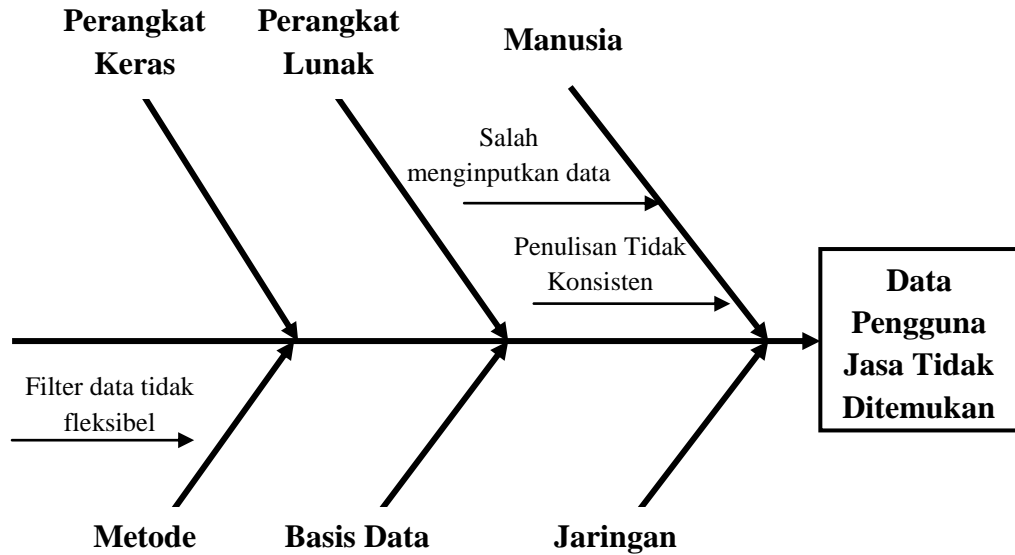 Perangkat
Keras
Perangkat
Lunak
Manusia
Salah
menginputkan data
Penulisan Tidak
Konsisten
Data
Pengguna
Jasa Tidak
Ditemukan
Filter data tidak
fleksibel
Metode
Basis Data
Jaringan